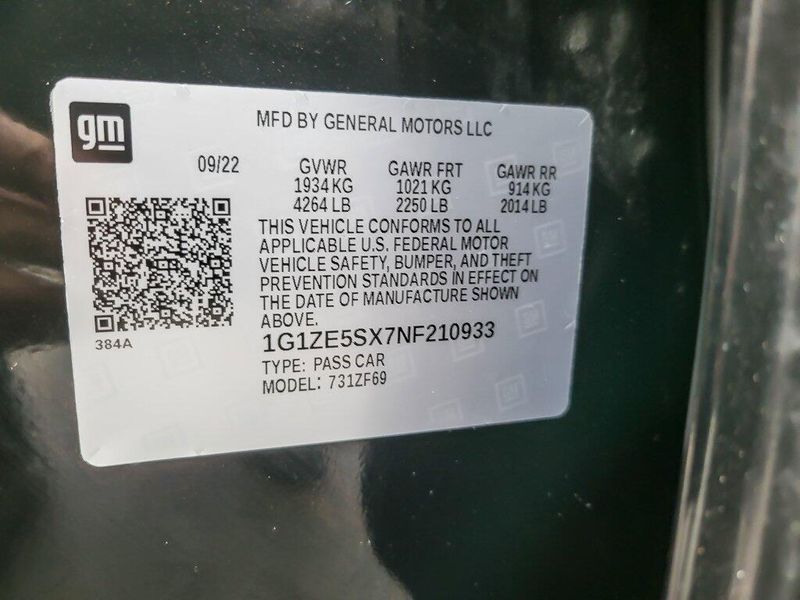 gm
MFD BY GENERAL MOTORS LLC
09/22 GVWR GAWR FRT GAWR RR
1934 KG 1021 KG 914 KG
4264 LB 2250 LB 2014 LB
THIS VEHICLE CONFORMS TO ALL
APPLICABLE U.S. FEDERAL MOTOR
VEHICLE SAFETY, BUMPER, AND THEFT
PREVENTION STANDARDS IN EFFECT ON
THE DATE OF MANUFACTURE SHOWN
ABOVE.
384A
1G1ZE5SX7NF210933
TYPE: PASS CAR
MODEL: 731ZF69